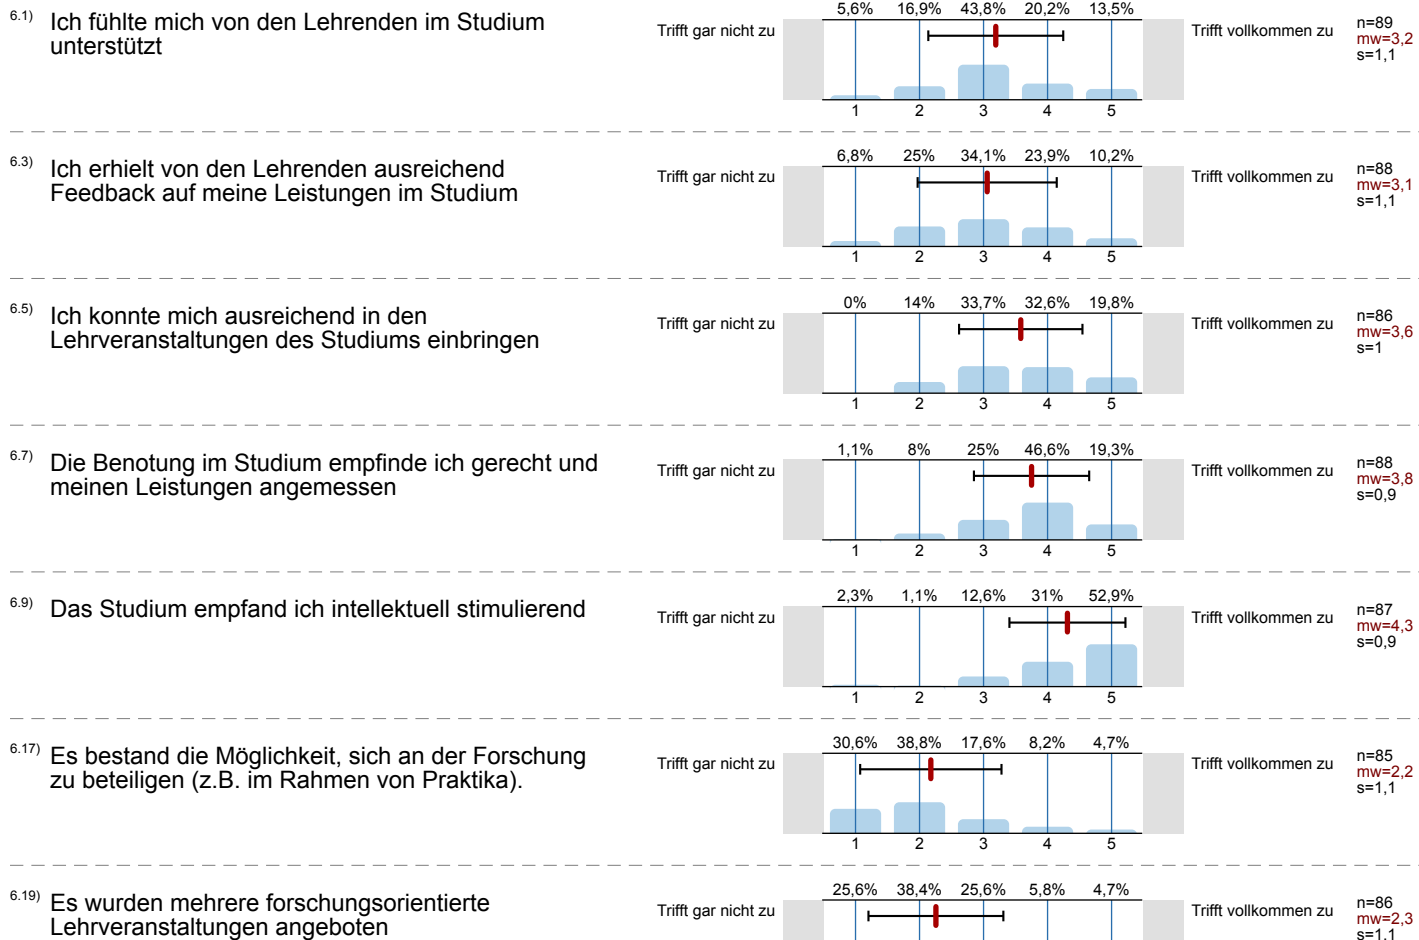 6.1) Ich fühlte mich von den Lehrenden im Studium
unterstützt
Trifft gar nicht zu
5,6% 16,9% 43,8% 20,2% 13,5%
1 2 3 4 5
Trifft vollkommen zu
n=89
mw=3,2
s=1,1
6.3) Ich erhielt von den Lehrenden ausreichend
Feedback auf meine Leistungen im Studium
Trifft gar nicht zu
6,8% 25% 34,1% 23,9% 10,2%
1 2 3 4 5
Trifft vollkommen zu
n=88
mw=3,1
s=1,1
6.5) Ich konnte mich ausreichend in den
Lehrveranstaltungen des Studiums einbringen
Trifft gar nicht zu
0% 14% 33,7% 32,6% 19,8%
1 2 3 4 5
Trifft vollkommen zu
n=86
mw=3,6
s=1
6.7) Die Benotung im Studium empfinde ich gerecht und
meinen Leistungen angemessen
Trifft gar nicht zu
1,1% 8% 25% 46,6% 19,3%
1 2 3 4 5
Trifft vollkommen zu
n=88
mw=3,8
s=0,9
6.9) Das Studium empfand ich intellektuell stimulierend
Trifft gar nicht zu
2,3% 1,1% 12,6% 31% 52,9%
1 2 3 4 5
Trifft vollkommen zu
n=87
mw=4,3
s=0,9
6.17) Es bestand die Möglichkeit, sich an der Forschung
zu beteiligen (z.B. im Rahmen von Praktika).
Trifft gar nicht zu
30,6% 38,8% 17,6% 8,2% 4,7%
1 2 3 4 5
Trifft vollkommen zu
n=85
mw=2,2
s=1,1
6.19) Es wurden mehrere forschungsorientierte
Lehrveranstaltungen angeboten
Trifft gar nicht zu
25,6% 38,4% 25,6% 5,8% 4,7%
Trifft vollkommen zu
n=86
mw=2,3
s=1,1